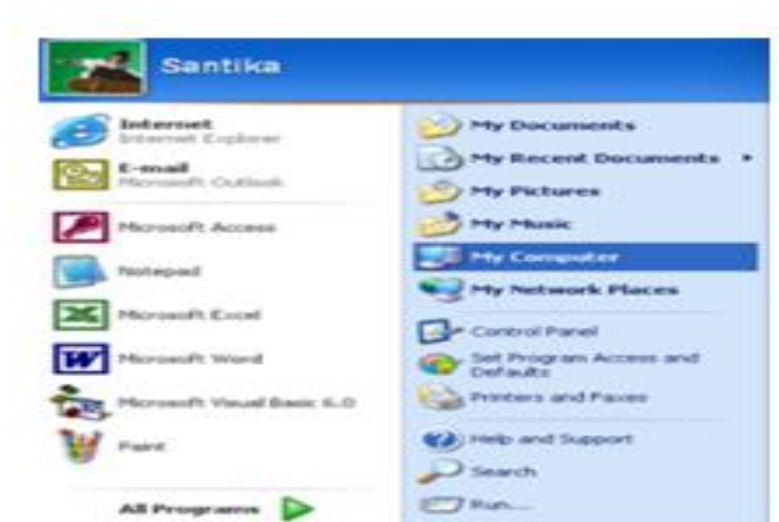 Santika
Internet
Internet Explorer
E-mail
Microsoft Outlook
Microsoft Access
Notepad
Microsoft Excel
Microsoft Word
Microsoft Visual Basic 6.0
Paint
All Programs
My Documents
My Recent Documents
My Pictures
My Music
My Computer
My Network Places
Control Panel
Set Program Access and
Defaults
Printers and Faxes
Help and Support
Search
Run...